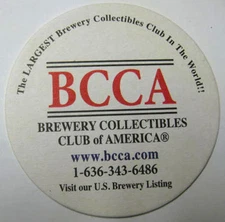 The LARGEST Brewery Collectibles Club In The World!!
BCCA
BREWERY COLLECTIBLES
CLUB of AMERICA®
www.bcca.com
1-636-343-6486
Visit our U.S. Brewery Listing